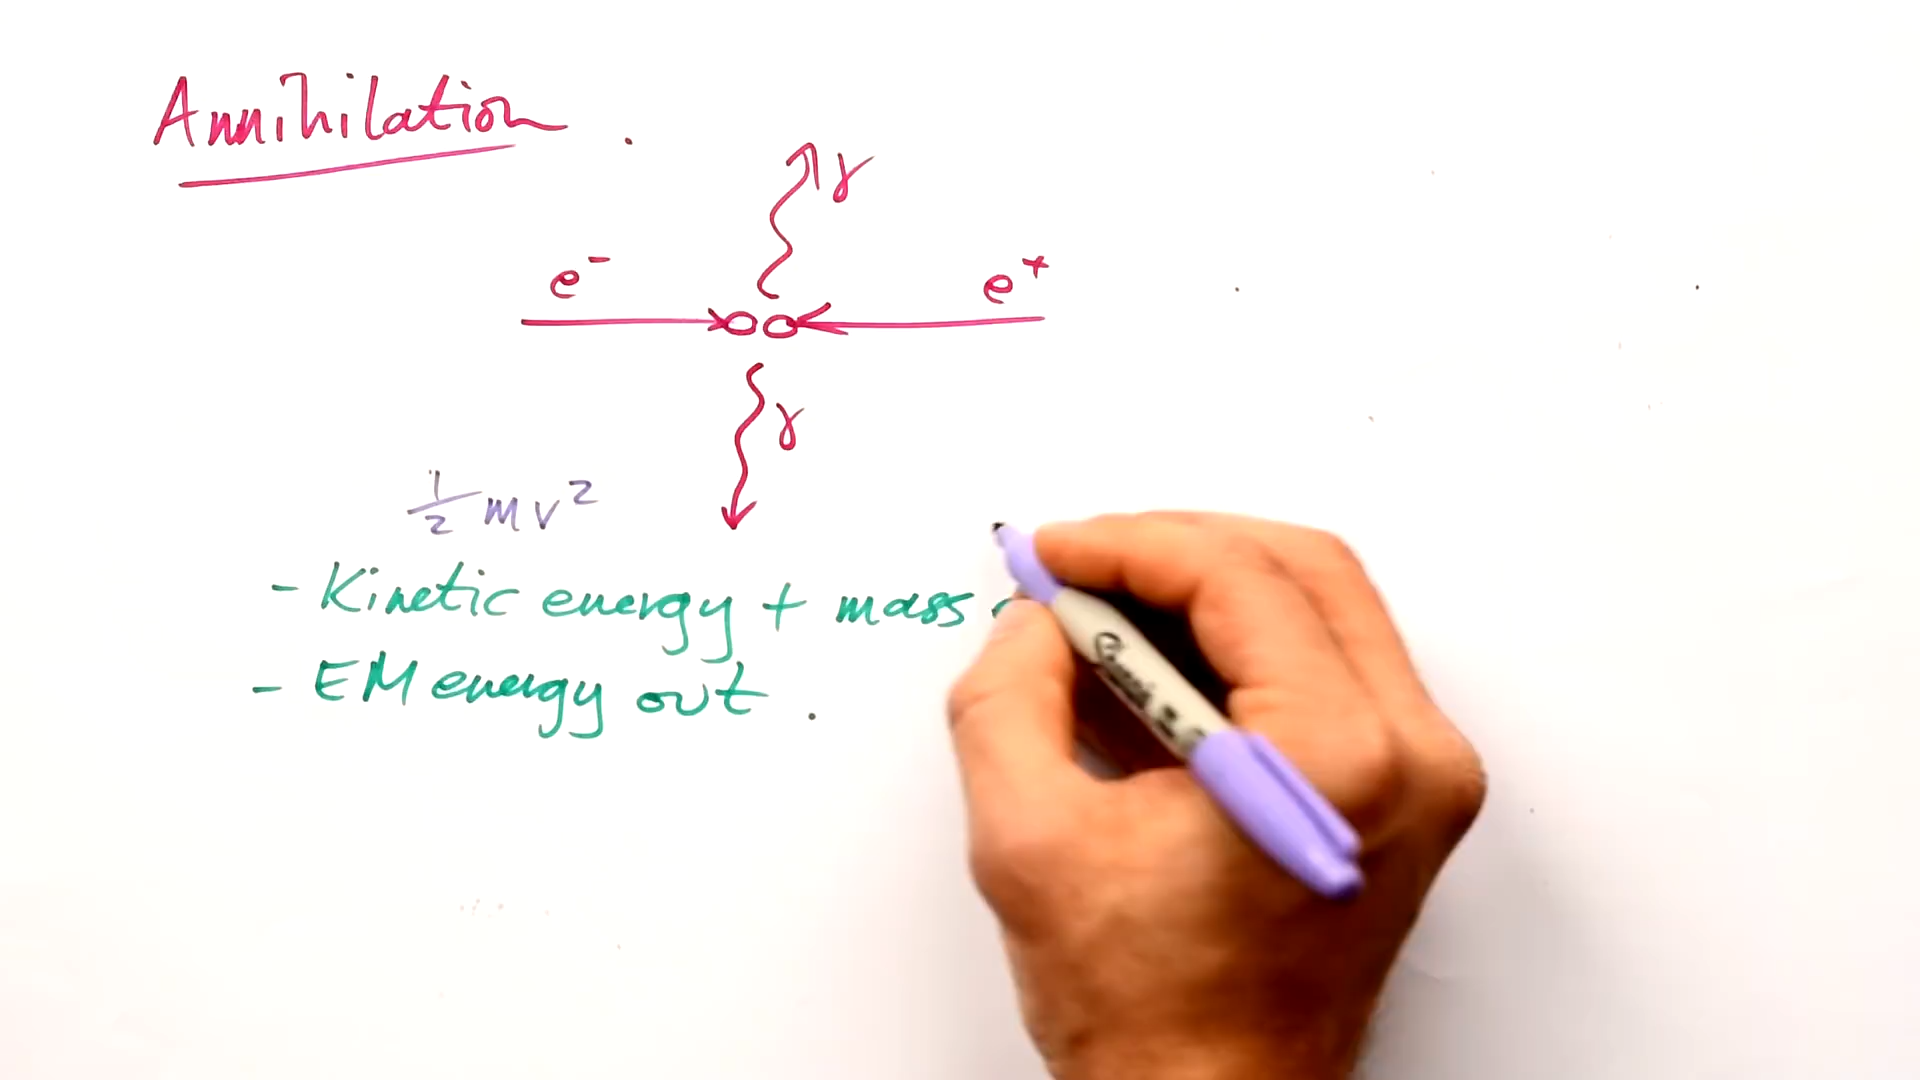 Annihilation
γ
e⁻ e⁺
γ
½mv²
- Kinetic energy + mass
- EM energy out.